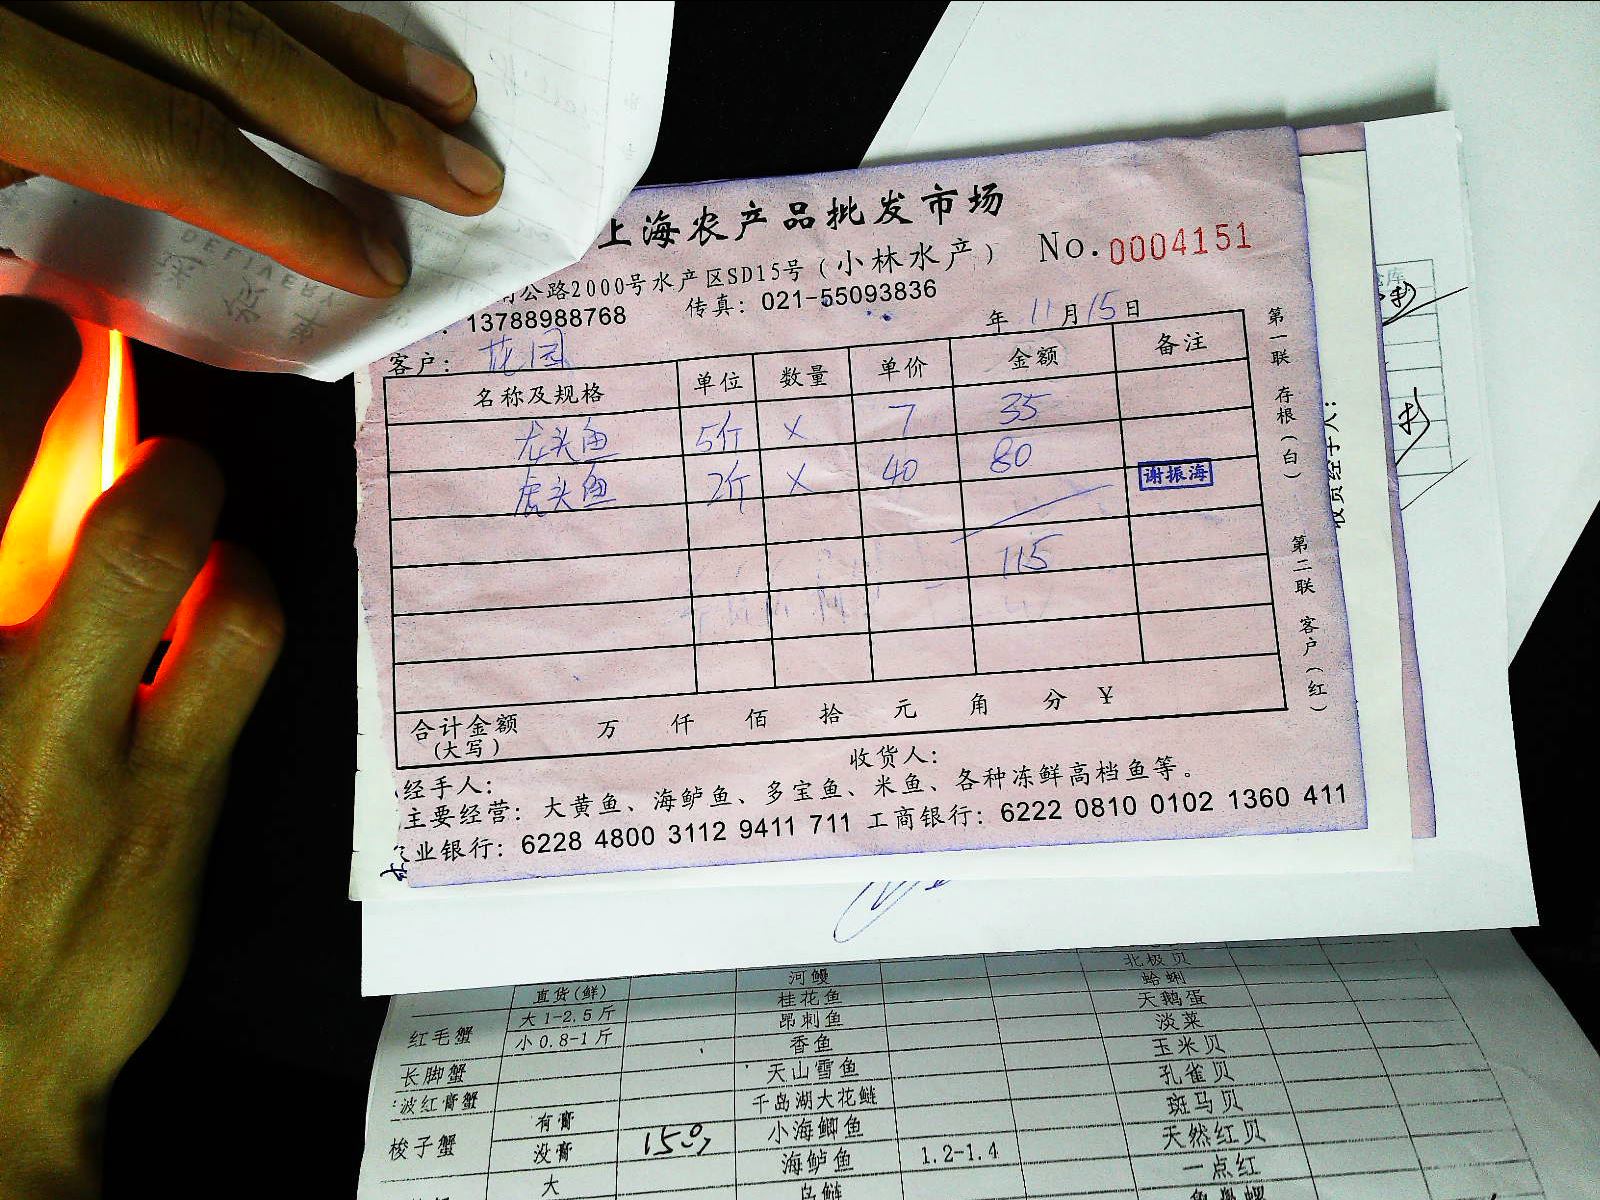 DELIVERY
上海农产品批发市场
No.0004151
公路2000号水产区SD15号(小林水产)
13788988768 传真: 021-55093836
年 11月15日
客户: 花园
名称及规格 单位 数量 单价 金额 备注
龙头鱼 5斤 × 7 35
虎头鱼 2斤 × 40 80
谢振海
115
合计金额 万 仟 佰 拾 元 角 分 ¥
(大写)
经手人: 收货人:
主要经营: 大黄鱼、海鲈鱼、多宝鱼、米鱼、各种冻鲜高档鱼等。
业银行: 6228 4800 3112 9411 711 工商银行: 6222 0810 0102 1360 411
第一联 存根(白) 第二联 客户(红)
河鳗 北极贝
直货(鲜) 桂花鱼 蛤蜊
红毛蟹 大1-2.5斤 昂刺鱼 天鹅蛋
小0.8-1斤 香鱼 淡菜
长脚蟹 天山雪鱼 玉米贝
波红膏蟹 千岛湖大花鲢 孔雀贝
梭子蟹 有膏 小海鲫鱼 斑马贝
没膏 海鲈鱼 1.2-1.4 天然红贝
大 鸟鲢 一点红